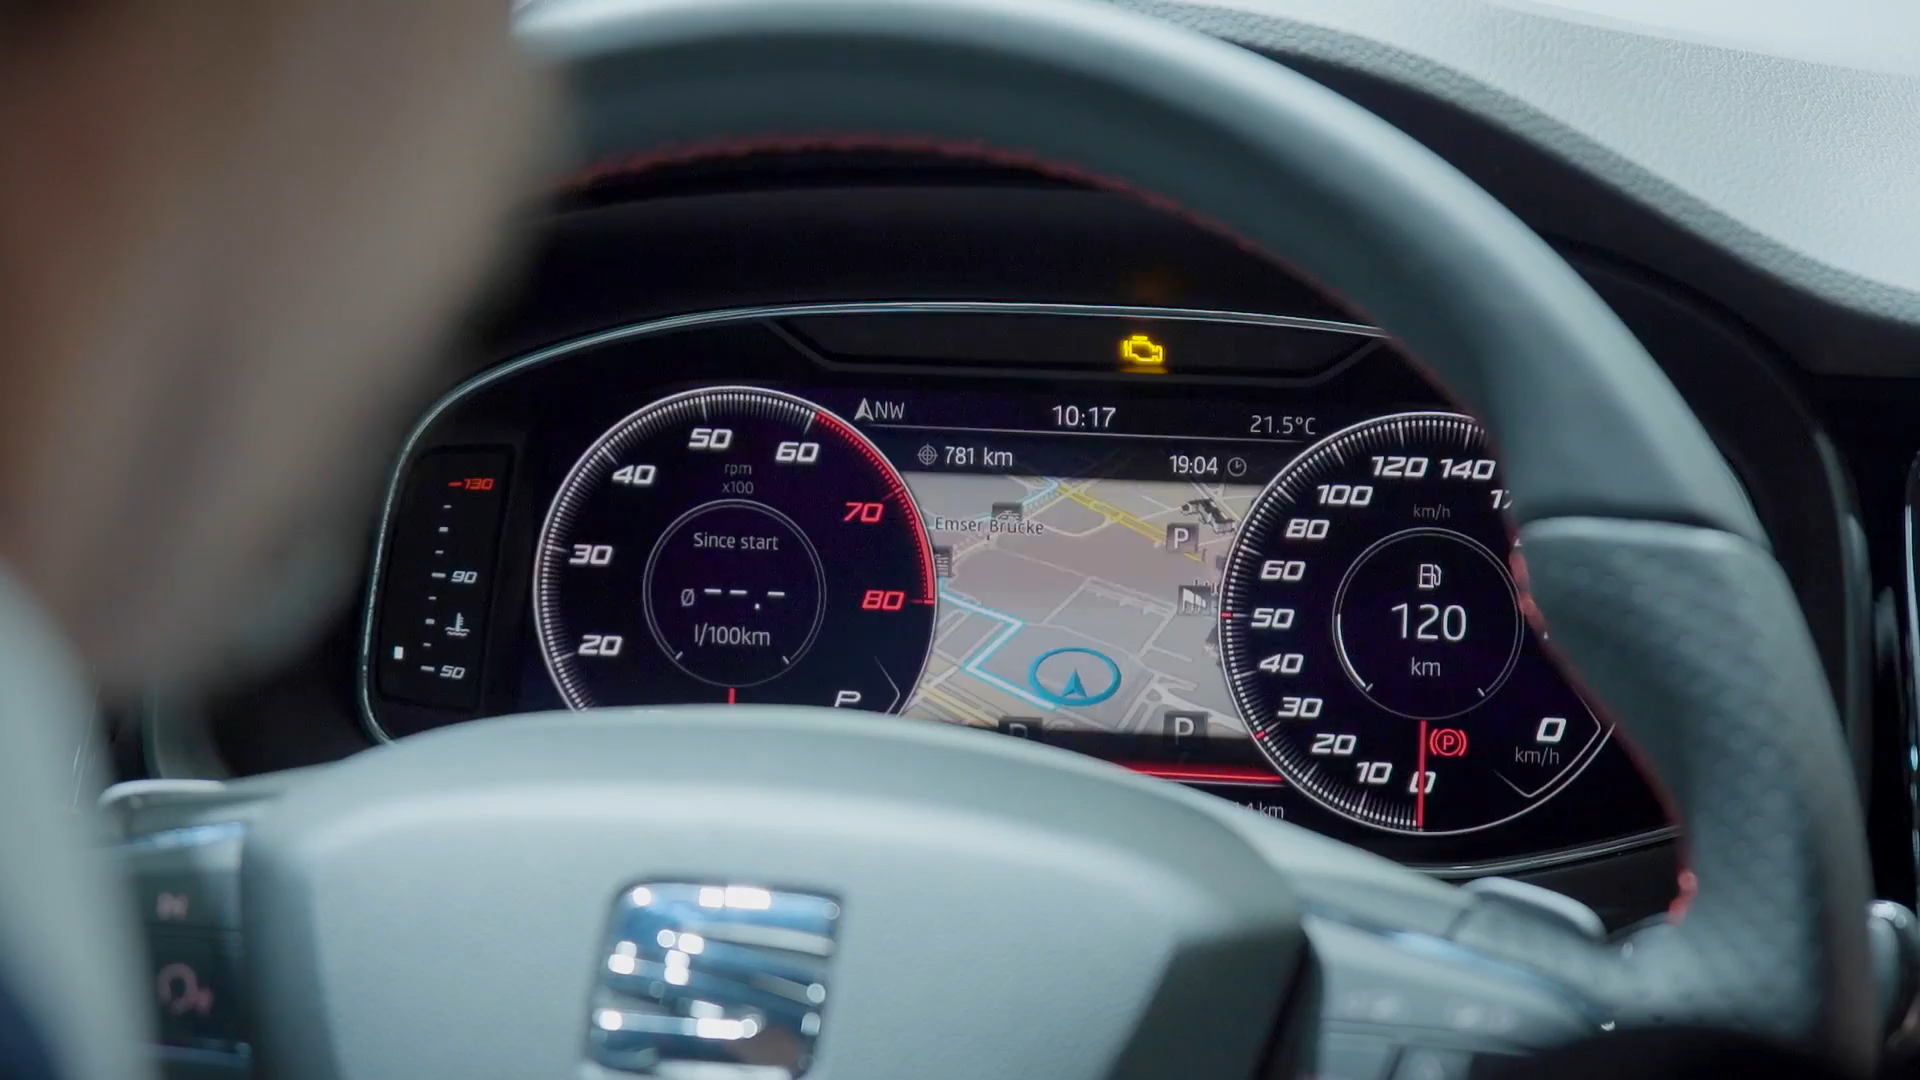 NW
10:17
21.5°C
781 km
19:04
130
90
50
20
30
40
50
60
70
80
rpm
x100
Since start
Ø --.-
l/100km
P
Emser Brücke
P
P
0
10
20
30
40
50
60
80
100
120
140
km/h
120
km
P
0
km/h